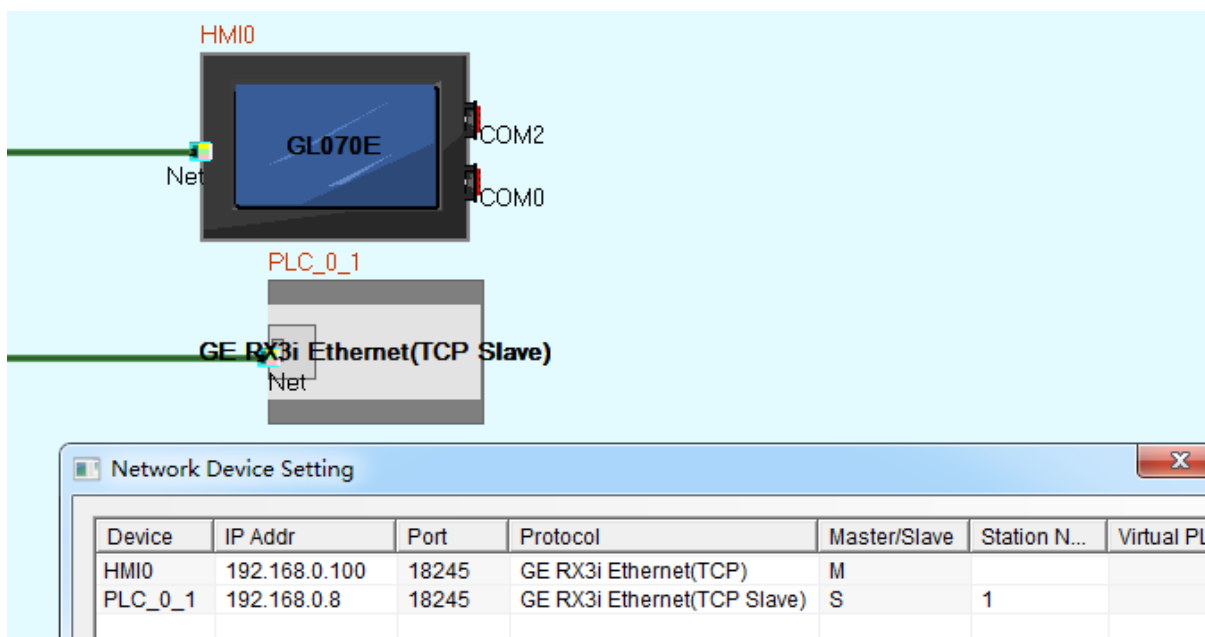 HMI0
GL070E
COM2
Net
COM0
PLC_0_1
GE RX3i Ethernet(TCP Slave)
Net
Network Device Setting
Device IP Addr Port Protocol Master/Slave Station N... Virtual PL
HMI0 192.168.0.100 18245 GE RX3i Ethernet(TCP) M
PLC_0_1 192.168.0.8 18245 GE RX3i Ethernet(TCP Slave) S 1